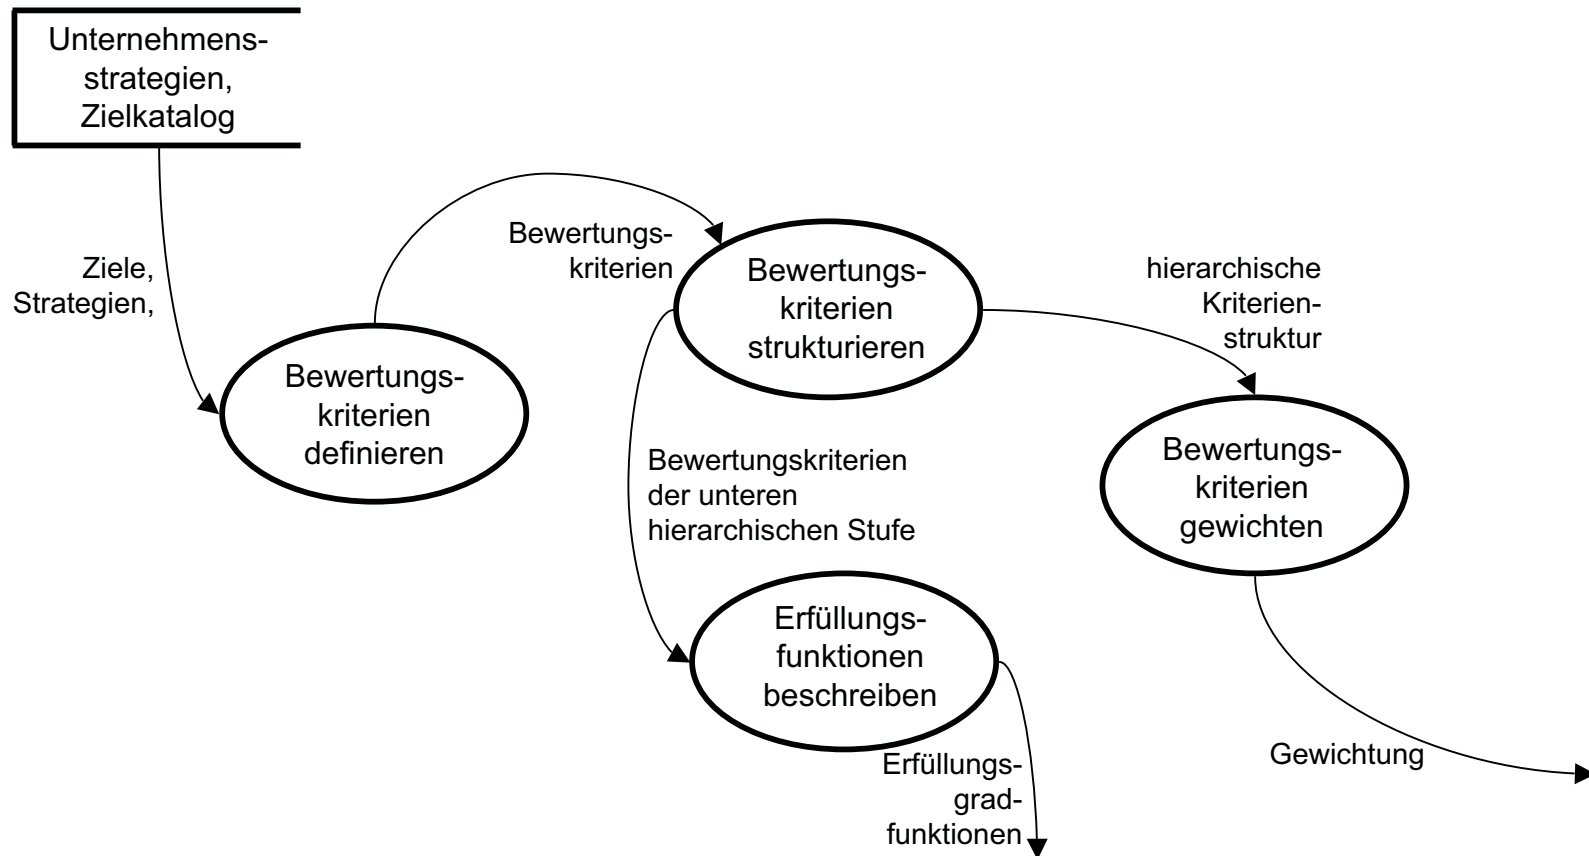 Unternehmens-
strategien,
Zielkatalog
Ziele,
Strategien,
Bewertungs-
kriterien
definieren
Bewertungs-
kriterien
Bewertungs-
kriterien
strukturieren
hierarchische
Kriterien-
struktur
Bewertungs-
kriterien
gewichten
Bewertungskriterien
der unteren
hierarchischen Stufe
Erfüllungs-
funktionen
beschreiben
Erfüllungs-
grad-
funktionen
Gewichtung